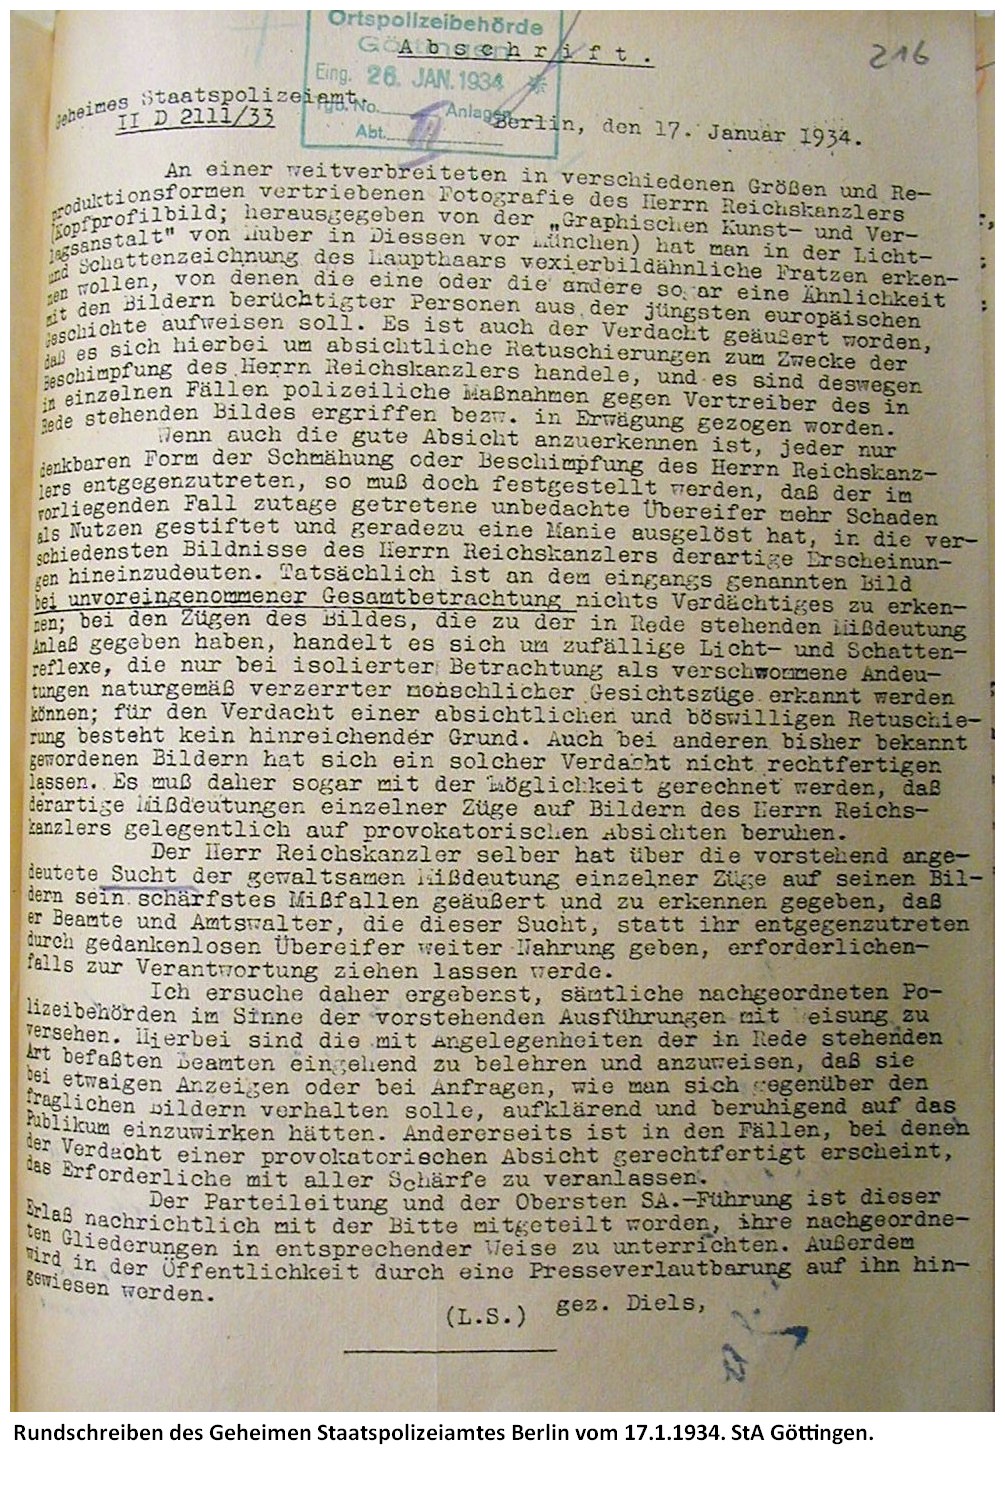 Ortspolizeibehörde
Göttingen
Abschrift.
216
Eing. 26. JAN. 1934
Geheimes Staatspolizeiamt
Tgb. No. Anlagen
II D 2111/33
Berlin, den 17. Januar 1934.
Abt. III
An einer weitverbreiteten in verschiedenen Größen und Re-
produktionsformen vertriebenen Fotografie des Herrn Reichskanzlers
(Kopfprofilbild; herausgegeben von der „Graphischen Kunst- und Ver-
lagsanstalt" von Huber in Diessen vor München) hat man in der Licht-
und Schattenzeichnung des Haupthaars vexierbildähnliche Fratzen erken-
nen wollen, von denen die eine oder die andere sogar eine Ähnlichkeit
mit den Bildern berüchtigter Personen aus der jüngsten europäischen
Geschichte aufweisen soll. Es ist auch der Verdacht geäußert worden,
daß es sich hierbei um absichtliche Retuschierungen zum Zwecke der
Beschimpfung des Herrn Reichskanzlers handele, und es sind deswegen
in einzelnen Fällen polizeiliche Maßnahmen gegen Vertreiber des in
Rede stehenden Bildes ergriffen bezw. in Erwägung gezogen worden.
Wenn auch die gute Absicht anzuerkennen ist, jeder nur
denkbaren Form der Schmähung oder Beschimpfung des Herrn Reichskanz-
lers entgegenzutreten, so muß doch festgestellt werden, daß der im
vorliegenden Fall zutage getretene unbedachte Übereifer mehr Schaden
als Nutzen gestiftet und geradezu eine Manie ausgelöst hat, in die ver-
schiedensten Bildnisse des Herrn Reichskanzlers derartige Erscheinun-
gen hineinzudeuten. Tatsächlich ist an dem eingangs genannten Bild
bei unvoreingenommener Gesamtbetrachtung nichts Verdächtiges zu erken-
nen; bei den Zügen des Bildes, die zu der in Rede stehenden Mißdeutung
Anlaß gegeben haben, handelt es sich um zufällige Licht- und Schatten-
reflexe, die nur bei isolierter Betrachtung als verschwommene Andeu-
tungen naturgemäß verzerrter menschlicher Gesichtszüge erkannt werden
können; für den Verdacht einer absichtlichen und böswilligen Retuschie-
rung besteht kein hinreichender Grund. Auch bei anderen bisher bekannt
gewordenen Bildern hat sich ein solcher Verdacht nicht rechtfertigen
lassen. Es muß daher sogar mit der Möglichkeit gerechnet werden, daß
derartige Mißdeutungen einzelner Züge auf Bildern des Herrn Reichs-
kanzlers gelegentlich auf provokatorischen Absichten beruhen.
Der Herr Reichskanzler selber hat über die vorstehend ange-
deutete Sucht der gewaltsamen Mißdeutung einzelner Züge auf seinen Bil-
dern sein schärfstes Mißfallen geäußert und zu erkennen gegeben, daß
er Beamte und Amtswalter, die dieser Sucht, statt ihr entgegenzutreten
durch gedankenlosen Übereifer weiter Nahrung geben, erforderlichen-
falls zur Verantwortung ziehen lassen werde.
Ich ersuche daher ergebenst, sämtliche nachgeordneten Po-
lizeibehörden im Sinne der vorstehenden Ausführungen mit Weisung zu
versehen. Hierbei sind die mit Angelegenheiten der in Rede stehenden
Art befaßten Beamten eingehend zu belehren und anzuweisen, daß sie
bei etwaigen Anzeigen oder bei Anfragen, wie man sich gegenüber den
fraglichen Bildern verhalten solle, aufklärend und beruhigend auf das
Publikum einzuwirken hätten. Andererseits ist in den Fällen, bei denen
der Verdacht einer provokatorischen Absicht gerechtfertigt erscheint,
das Erforderliche mit aller Schärfe zu veranlassen.
Der Parteileitung und der Obersten SA.-Führung ist dieser
Erlaß nachrichtlich mit der Bitte mitgeteilt worden, ihre nachgeordne-
ten Gliederungen in entsprechender Weise zu unterrichten. Außerdem
wird in der Öffentlichkeit durch eine Presseverlautbarung auf ihn hin-
gewiesen werden.
(L.S.) gez. Diels,
Rundschreiben des Geheimen Staatspolizeiamtes Berlin vom 17.1.1934. StA Göttingen.